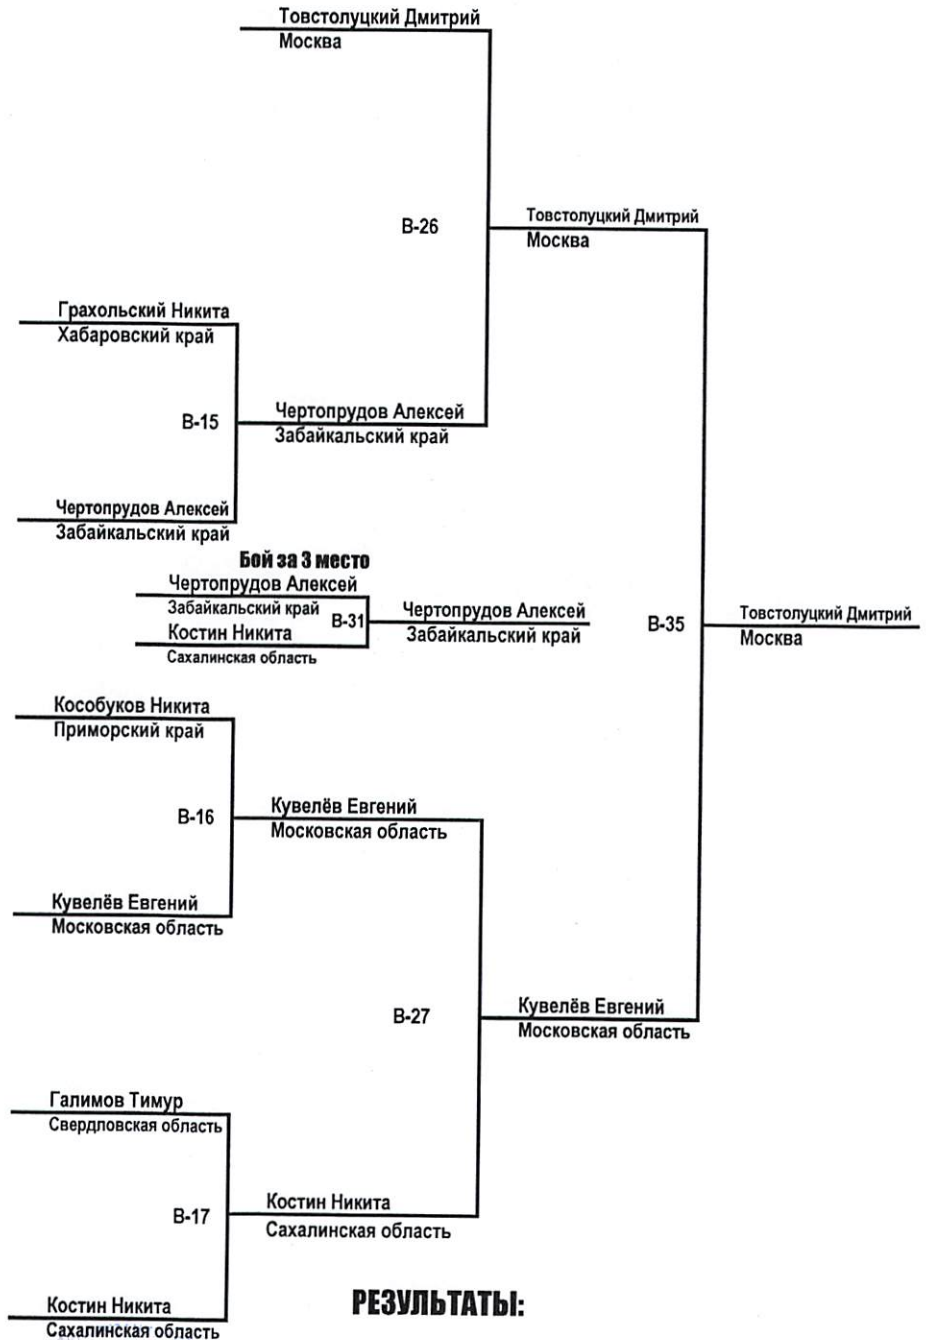 Товстолуцкий Дмитрий
Москва
В-26
Товстолуцкий Дмитрий
Москва
Грахольский Никита
Хабаровский край
В-15
Чертопрудов Алексей
Забайкальский край
Чертопрудов Алексей
Забайкальский край
Бой за 3 место
Чертопрудов Алексей
Забайкальский край
В-31
Костин Никита
Сахалинская область
Чертопрудов Алексей
Забайкальский край
В-35
Товстолуцкий Дмитрий
Москва
Кособуков Никита
Приморский край
В-16
Кувелёв Евгений
Московская область
Кувелёв Евгений
Московская область
В-27
Кувелёв Евгений
Московская область
Галимов Тимур
Свердловская область
В-17
Костин Никита
Сахалинская область
Костин Никита
Сахалинская область
РЕЗУЛЬТАТЫ: